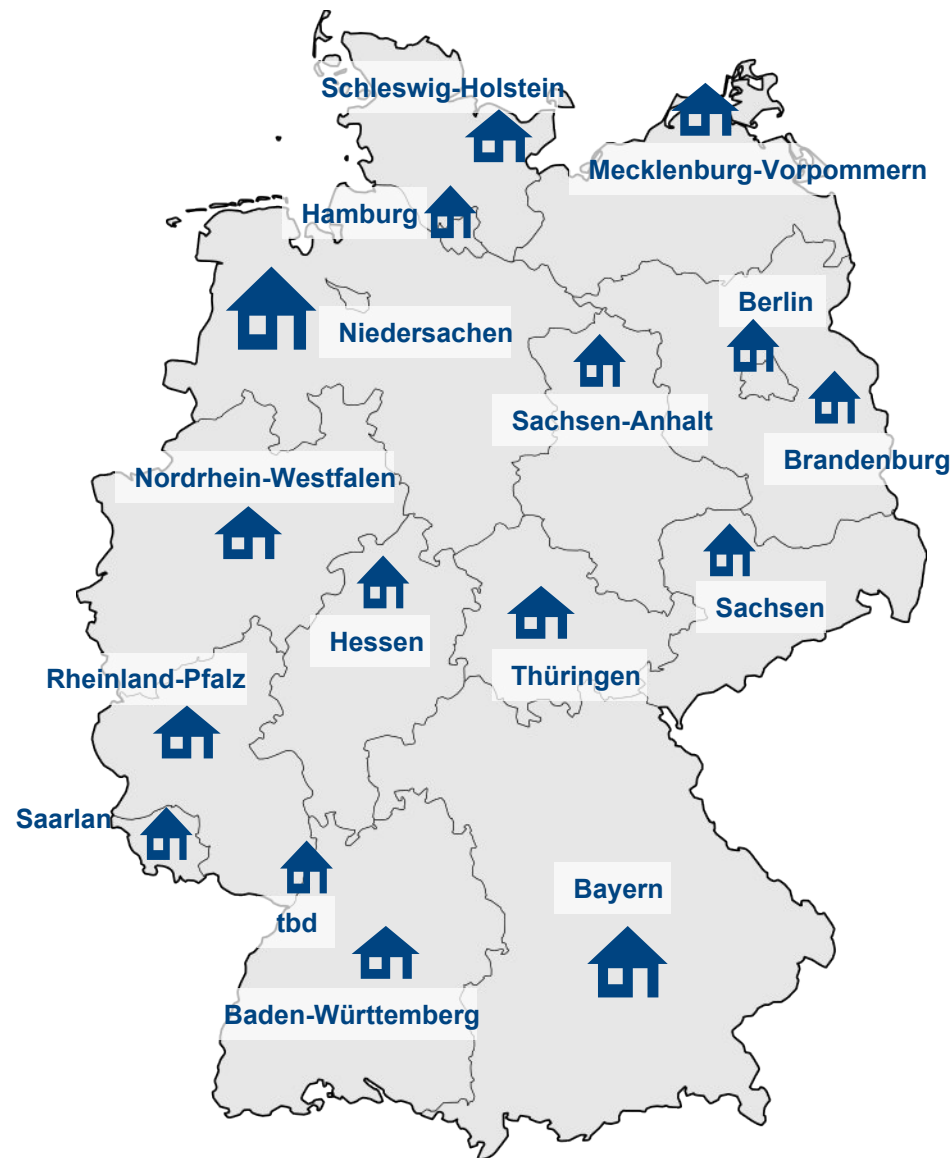 Schleswig-Holstein
Mecklenburg-Vorpommern
Hamburg
Berlin
Niedersachen
Sachsen-Anhalt
Brandenburg
Nordrhein-Westfalen
Sachsen
Hessen
Thüringen
Rheinland-Pfalz
Saarlan
Bayern
tbd
Baden-Württemberg